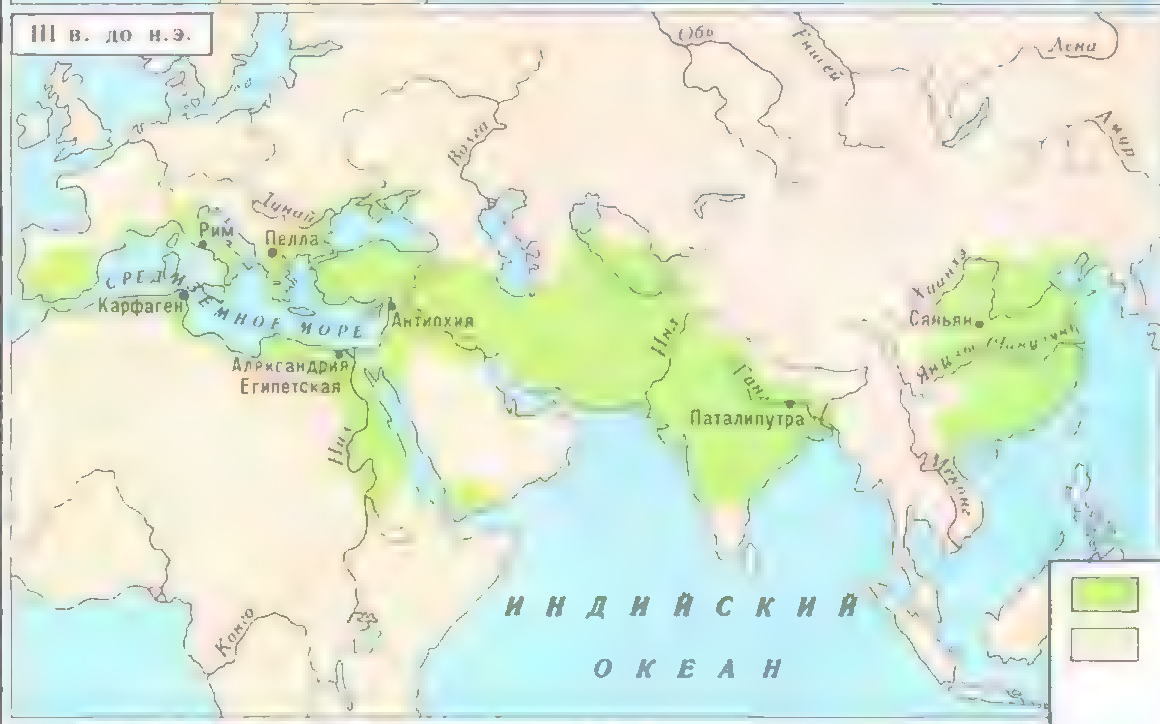 III в. до н.э.
Обь
Енисей
Лена
Амур
Волга
Дунай
Рим
Пелла
СРЕДИЗЕМНОЕ МОРЕ
Карфаген
Антиохия
Александрия
Египетская
Нил
Инд
Ганг
Паталипутра
Хуанхэ
Саньян
Янцзы
Меконг
Конго
ИНДИЙСКИЙ
ОКЕАН